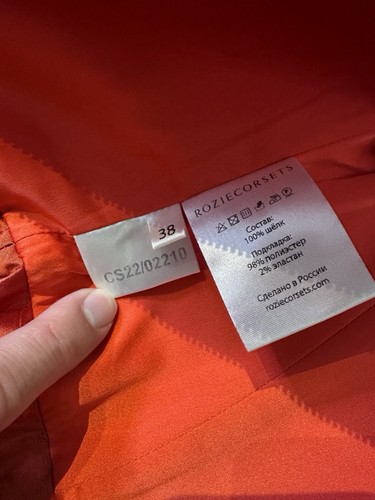 38
CS22/02210
ROZIECORSETS
Состав:
100% шёлк
Подкладка:
98% полиэстер
2% эластан
Сделано в России
roziecorsets.com